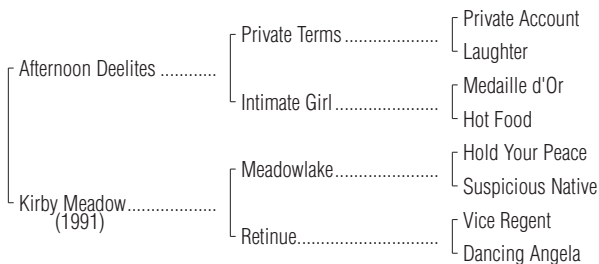 Private Account
Private Terms .....................
Laughter
Afternoon Deelites ............
Medaille d'Or
Intimate Girl.......................
Hot Food
Hold Your Peace
Meadowlake.......................
Suspicious Native
Kirby Meadow....................
(1991)
Vice Regent
Retinue...............................
Dancing Angela